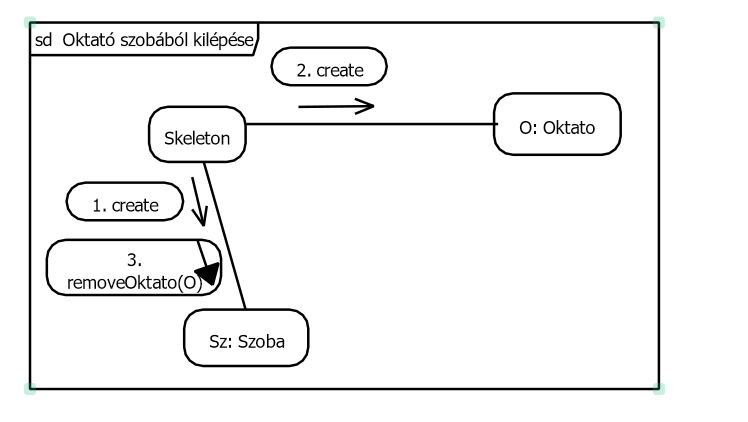 sd Oktató szobából kilépése
2. create
Skeleton
O: Oktato
1. create
3.
removeOktato(O)
Sz: Szoba